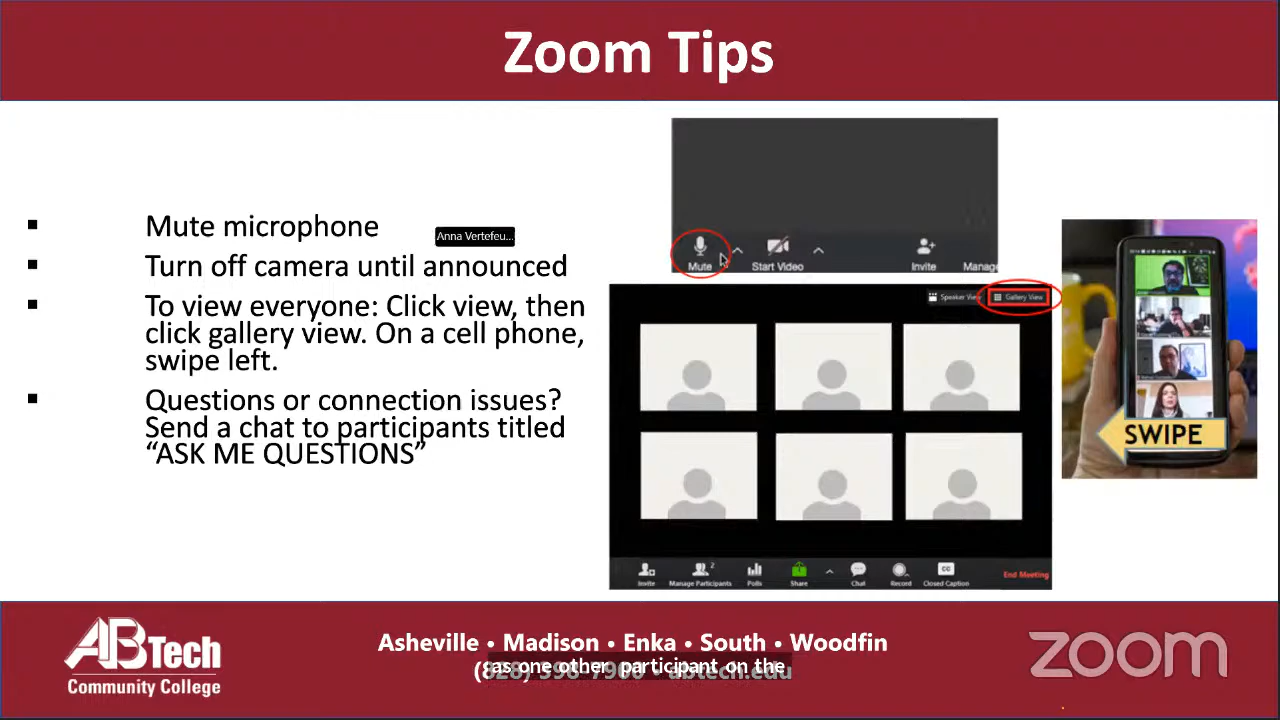 Zoom Tips
Mute microphone
Anna Vertefeu...
Turn off camera until announced
To view everyone: Click view, then
click gallery view. On a cell phone,
swipe left.
Questions or connection issues?
Send a chat to participants titled
“ASK ME QUESTIONS”
Mute
Start Video
Invite
Manage
Speaker View
Gallery View
SWIPE
Invite
Manage Participants
2
Polls
Share
Chat
Record
CC
Closed Caption
End Meeting
AB Tech
Community College
Asheville • Madison • Enka • South • Woodfin
(828) 398-7900 • abtech.edu
as one other participant on the
zoom